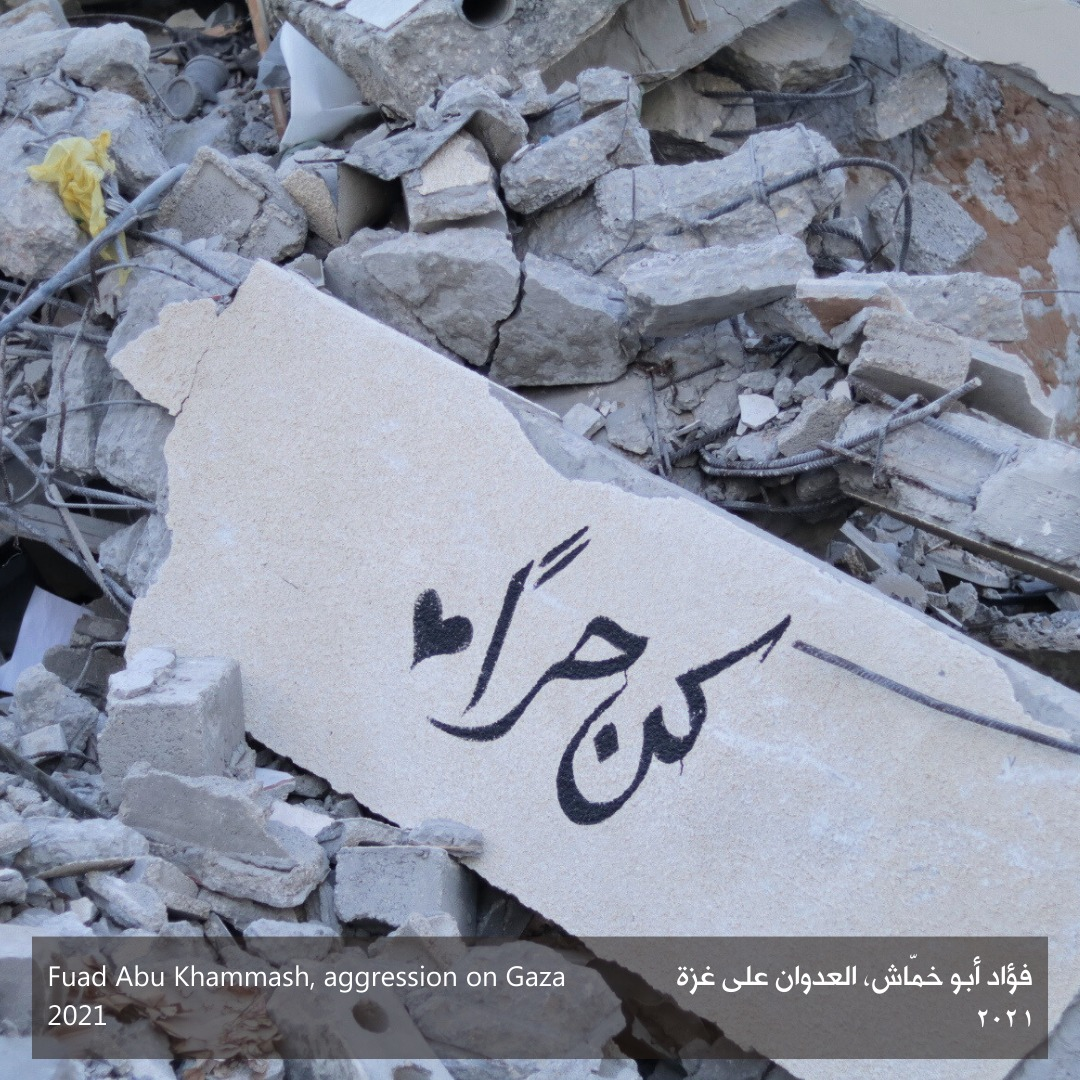 كن حراً
Fuad Abu Khammash, aggression on Gaza
2021
فؤاد أبو خمّاش، العدوان على غزة
٢٠٢١